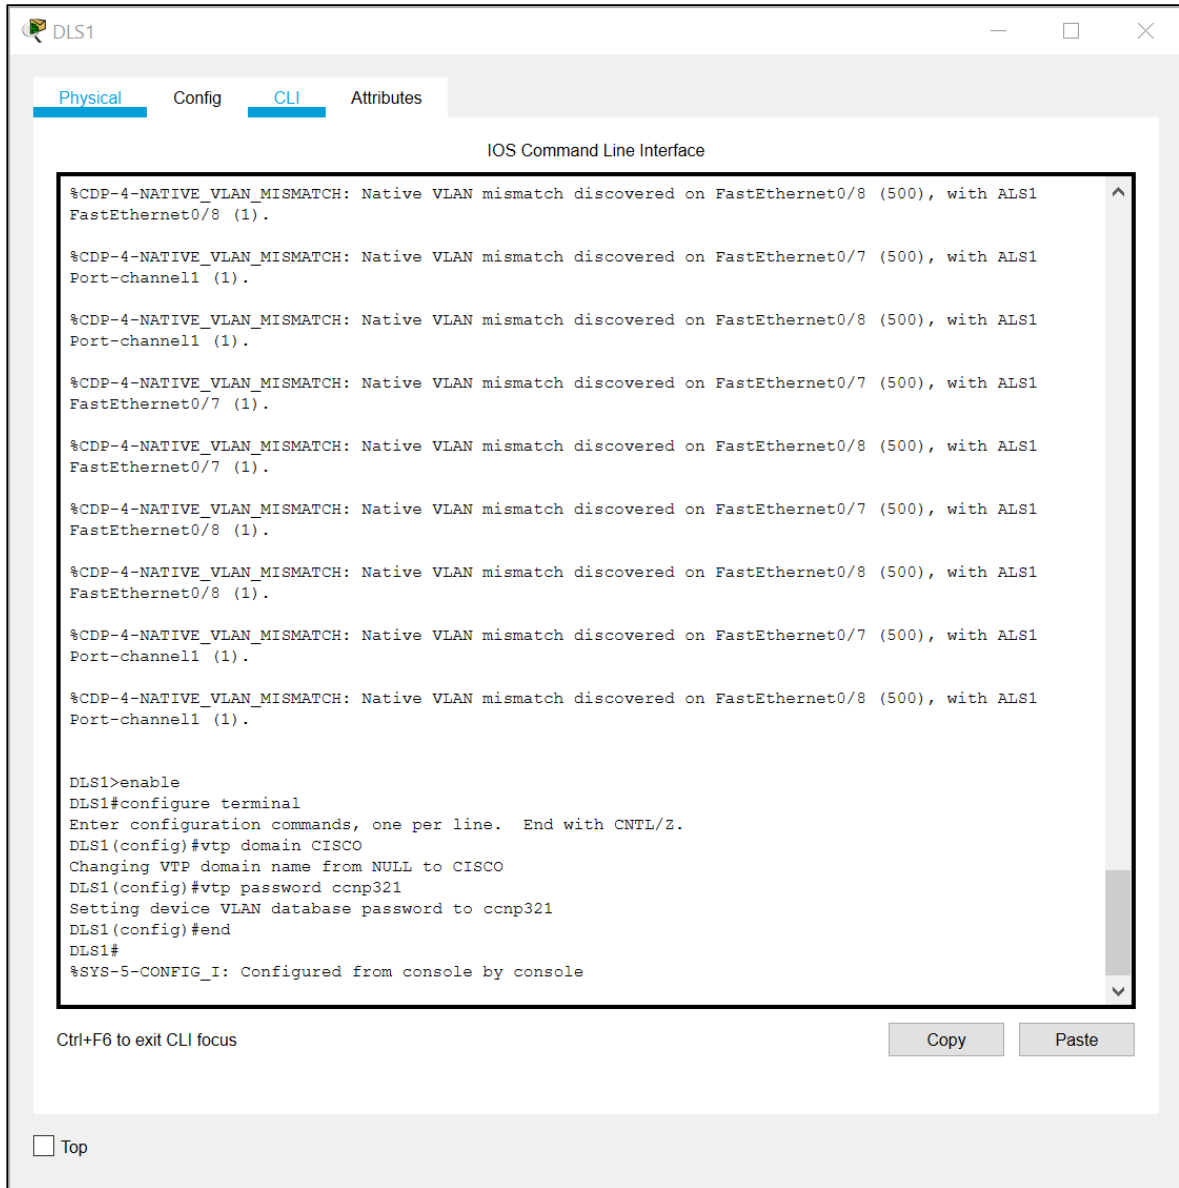 DLS1
Physical Config CLI Attributes
IOS Command Line Interface
%CDP-4-NATIVE_VLAN_MISMATCH: Native VLAN mismatch discovered on FastEthernet0/8 (500), with ALS1
FastEthernet0/8 (1).
%CDP-4-NATIVE_VLAN_MISMATCH: Native VLAN mismatch discovered on FastEthernet0/7 (500), with ALS1
Port-channel1 (1).
%CDP-4-NATIVE_VLAN_MISMATCH: Native VLAN mismatch discovered on FastEthernet0/8 (500), with ALS1
Port-channel1 (1).
%CDP-4-NATIVE_VLAN_MISMATCH: Native VLAN mismatch discovered on FastEthernet0/7 (500), with ALS1
FastEthernet0/7 (1).
%CDP-4-NATIVE_VLAN_MISMATCH: Native VLAN mismatch discovered on FastEthernet0/8 (500), with ALS1
FastEthernet0/7 (1).
%CDP-4-NATIVE_VLAN_MISMATCH: Native VLAN mismatch discovered on FastEthernet0/7 (500), with ALS1
FastEthernet0/8 (1).
%CDP-4-NATIVE_VLAN_MISMATCH: Native VLAN mismatch discovered on FastEthernet0/8 (500), with ALS1
FastEthernet0/8 (1).
%CDP-4-NATIVE_VLAN_MISMATCH: Native VLAN mismatch discovered on FastEthernet0/7 (500), with ALS1
Port-channel1 (1).
%CDP-4-NATIVE_VLAN_MISMATCH: Native VLAN mismatch discovered on FastEthernet0/8 (500), with ALS1
Port-channel1 (1).
DLS1>enable
DLS1#configure terminal
Enter configuration commands, one per line.  End with CNTL/Z.
DLS1(config)#vtp domain CISCO
Changing VTP domain name from NULL to CISCO
DLS1(config)#vtp password ccnp321
Setting device VLAN database password to ccnp321
DLS1(config)#end
DLS1#
%SYS-5-CONFIG_I: Configured from console by console
Ctrl+F6 to exit CLI focus
Copy Paste
Top